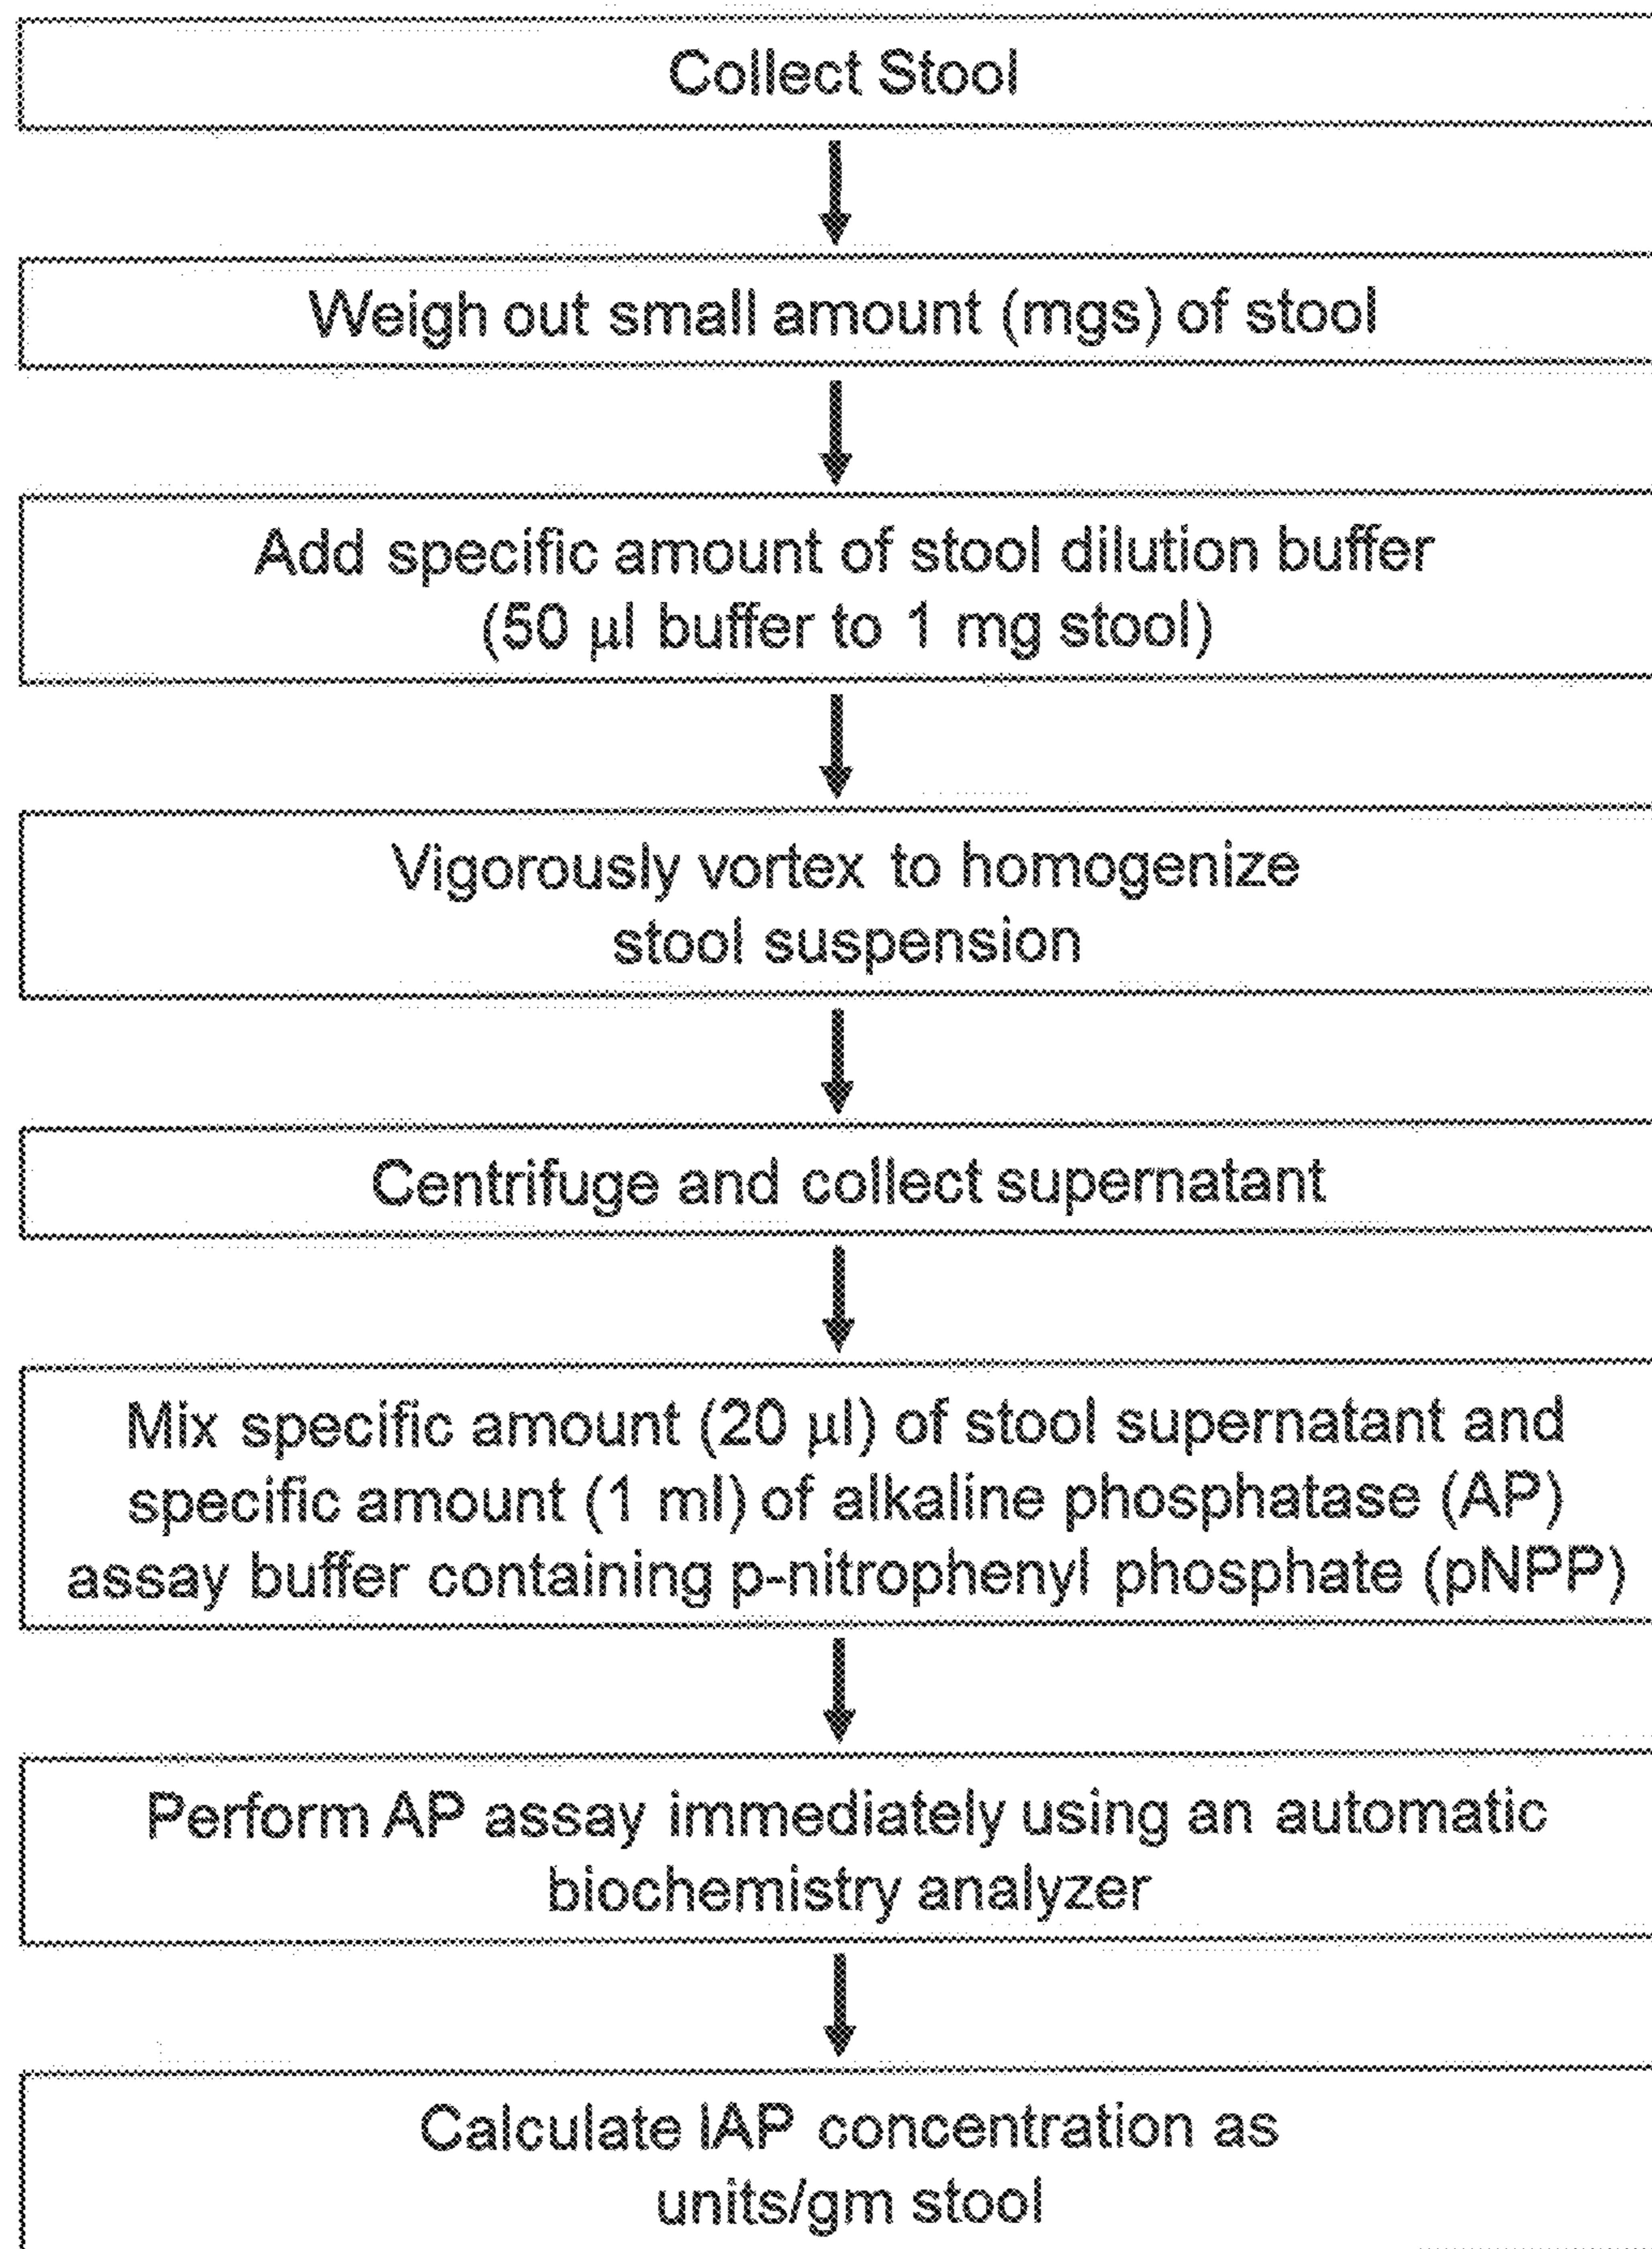 Collect Stool
Weigh out small amount (mgs) of stool
Add specific amount of stool dilution buffer
(50 µl buffer to 1 mg stool)
Vigorously vortex to homogenize
stool suspension
Centrifuge and collect supernatant
Mix specific amount (20 µl) of stool supernatant and
specific amount (1 ml) of alkaline phosphatase (AP)
assay buffer containing p-nitrophenyl phosphate (pNPP)
Perform AP assay immediately using an automatic
biochemistry analyzer
Calculate IAP concentration as
units/gm stool